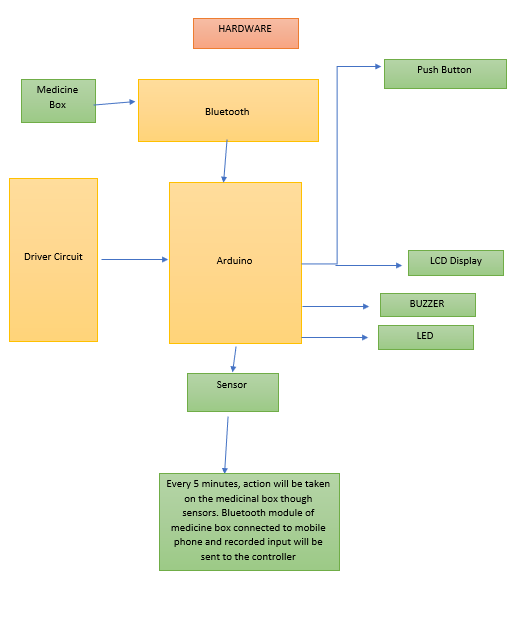 HARDWARE
Push Button
Medicine
Box
Bluetooth
Driver Circuit
Arduino
LCD Display
BUZZER
LED
Sensor
Every 5 minutes, action will be taken
on the medicinal box though
sensors. Bluetooth module of
medicine box connected to mobile
phone and recorded input will be
sent to the controller